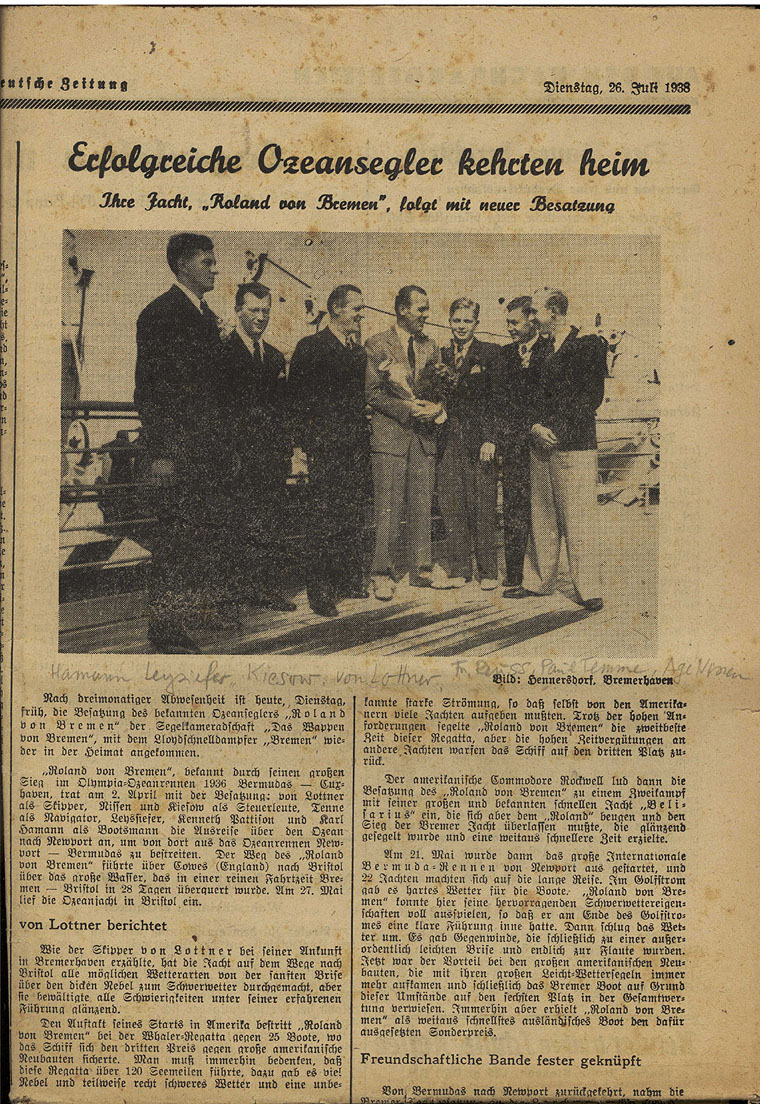 eutsche Zeitung
Dienstag, 26. Juli 1938
Erfolgreiche Ozeansegler kehrten heim
Ihre Jacht, „Roland von Bremen", folgt mit neuer Besatzung
Hamann Leysiefer, Kiesow, von Lottner, Paul Temme,
Bild: Hennersdorf, Bremerhaven
Nach dreimonatiger Abwesenheit ist heute, Dienstag,
früh, die Besatzung des bekannten Ozeanseglers „Roland
von Bremen" der Segelkameradschaft „Das Wappen
von Bremen", mit dem Lloydschnelldampfer „Bremen" wie-
der in der Heimat angekommen.
„Roland von Bremen", bekannt durch seinen großen
Sieg im Olympia-Ozeanrennen 1936 Bermudas — Cux-
haven, trat am 2. April mit der Besatzung: von Lottner
als Skipper, Nissen und Kiesow als Steuerleute, Tenne
als Navigator, Leysiefer, Kenneth Pattison und Karl
Hamann als Bootsmann die Ausreise über den Ozean
nach Newport an, um von dort aus das Ozeanrennen New-
port — Bermudas zu bestreiten. Der Weg des „Roland
von Bremen" führte über Cowes (England) nach Bristol
über das große Wasser, das in einer reinen Fahrtzeit Bre-
men — Bristol in 28 Tagen überquert wurde. Am 27. Mai
lief die Ozeanjacht in Bristol ein.
von Lottner berichtet
Wie der Skipper von Lottner bei seiner Ankunft
in Bremerhaven erzählte, hat die Jacht auf dem Wege nach
Bristol alle möglichen Wetterarten von der sanften Brise
über den dicken Nebel zum Schwerwetter durchgemacht, aber
sie bewältigte alle Schwierigkeiten unter seiner erfahrenen
Führung glänzend.
Den Auftakt seines Starts in Amerika bestritt „Roland
von Bremen" bei der Whaler-Regatta gegen 25 Boote, wo
das Schiff sich den dritten Preis gegen große amerikanische
Neubauten sicherte. Man muß immerhin bedenken, daß
diese Regatta über 120 Seemeilen führte, dazu gab es viel
Nebel und teilweise recht schweres Wetter und eine unbe-
kannte starke Strömung, so daß selbst von den Amerika-
nern viele Jachten aufgeben mußten. Trotz der hohen An-
forderungen segelte „Roland von Bremen" die zweitbeste
Zeit dieser Regatta, aber die hohen Zeitvergütungen an
andere Jachten warfen das Schiff auf den dritten Platz zu-
rück.
Der amerikanische Commodore Rockwell lud dann die
Besatzung des „Roland von Bremen" zu einem Zweikampf
mit seiner großen und bekannten schnellen Jacht „Beli-
sarius" ein, die sich aber dem „Roland" beugen und den
Sieg der Bremer Jacht überlassen mußte, die glänzend
gesegelt wurde und eine weitaus schnellere Zeit erzielte.
Am 21. Mai wurde dann das große Internationale
Bermuda-Rennen von Newport aus gestartet, und
22 Jachten machten sich auf die lange Reise. Im Golfstrom
gab es hartes Wetter für die Boote. „Roland von Bre-
men" konnte hier seine hervorragenden Schwerwettereigen-
schaften voll ausspielen, so daß er am Ende des Golfstro-
mes eine klare Führung inne hatte. Dann schlug das Wet-
ter um. Es gab Gegenwinde, die schließlich zu einer außer-
ordentlich leichten Brise und endlich zur Flaute wurden.
Jetzt war der Vorteil bei den großen amerikanischen Neu-
bauten, die mit ihren großen Leicht-Wettersegeln immer
mehr aufkamen und schließlich das Bremer Boot auf Grund
dieser Umstände auf den sechsten Platz in der Gesamtwer-
tung verwiesen. Immerhin aber erhielt „Roland von Bre-
men" als weitaus schnellstes ausländisches Boot den dafür
ausgesetzten Sonderpreis.
Freundschaftliche Bande fester geknüpft
Von Bermudas nach Newport zurückgekehrt, nahm die